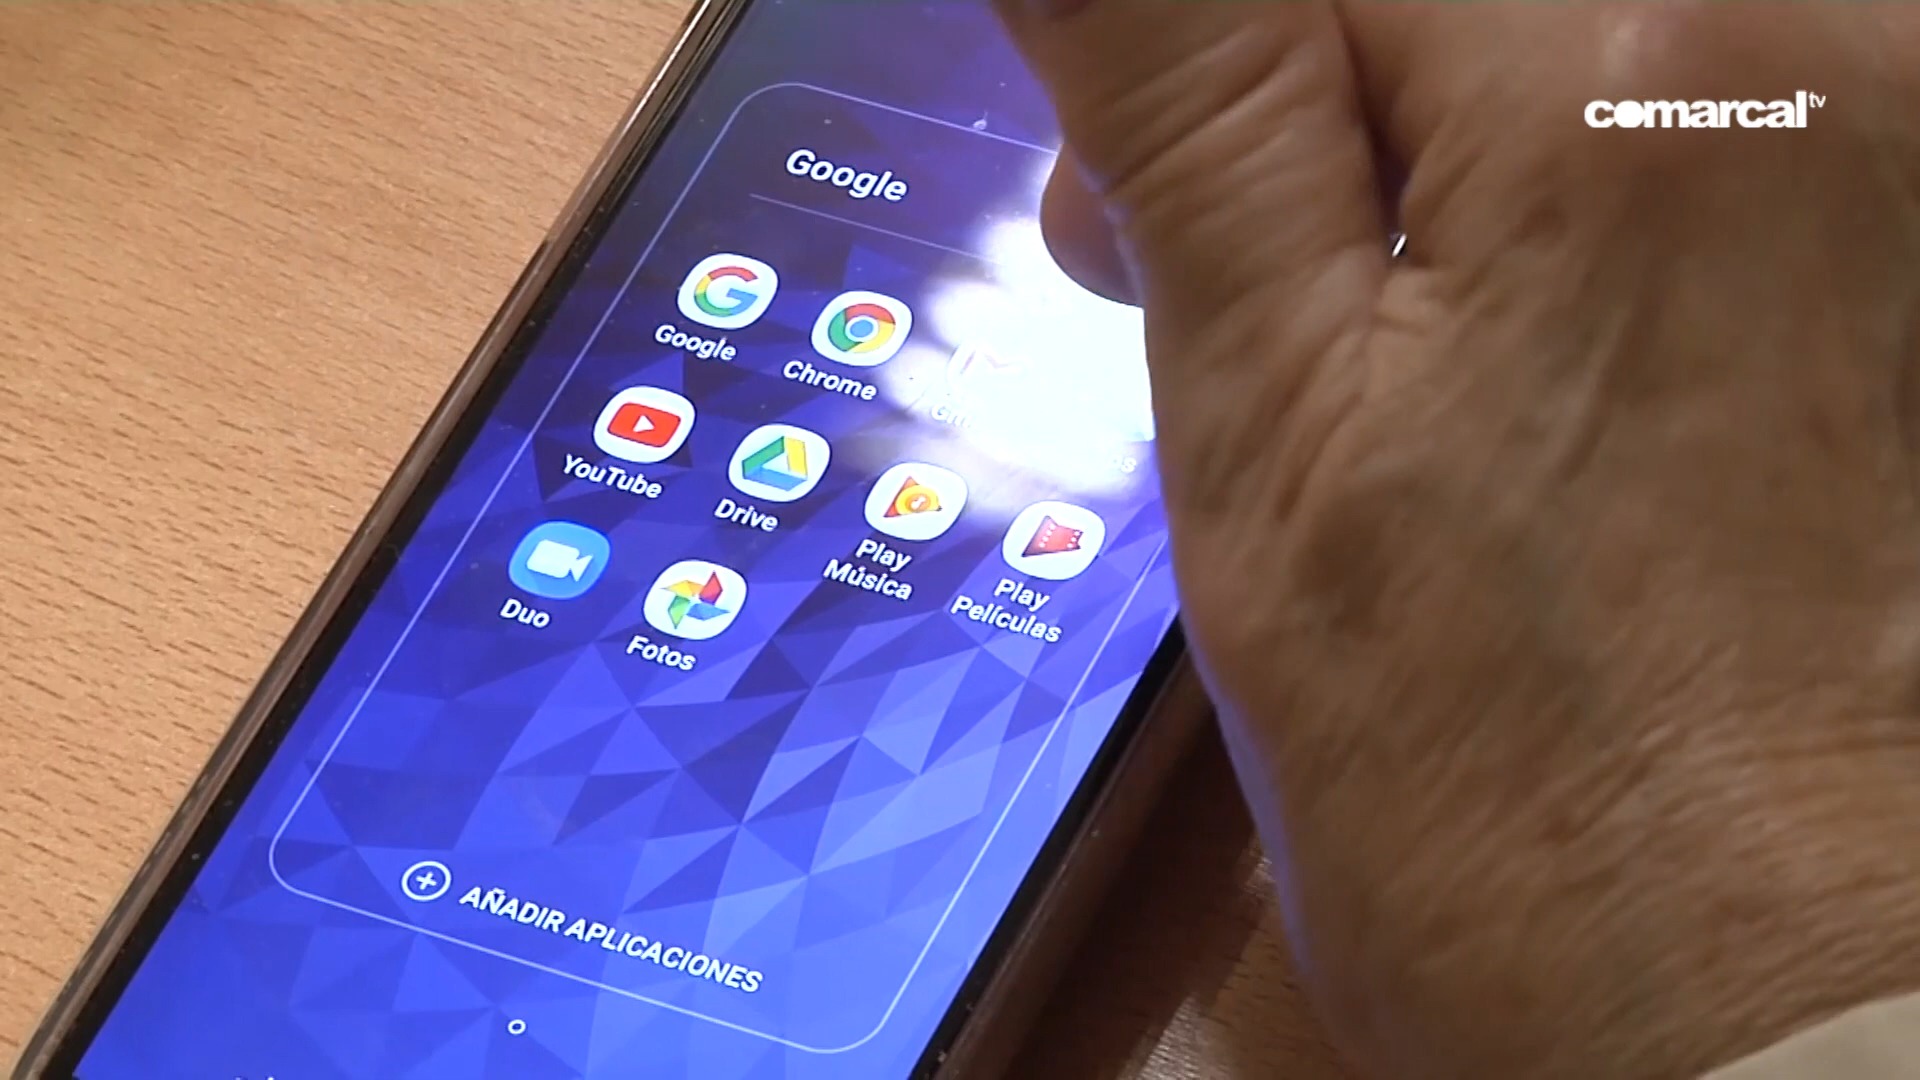 comarcal tv
Google
Google
Chrome
YouTube
Drive
Play
Música
Play
Películas
Duo
Fotos
AÑADIR APLICACIONES